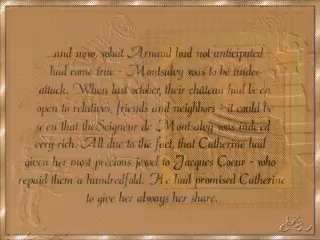 ...and now, what Arnaud had not anticipated
had come true - Montsalvy was to be under
attack. When last october, their château had been
open to relatives, friends and neighbors - it could be
seen that the Seigneur de Montsalvy was indeed
very rich. All due to the fact, that Catherine had
given her most precious jewel to Jacques Coeur - who
repaid them a hundredfold. He had promised Catherine
to give her always her share.